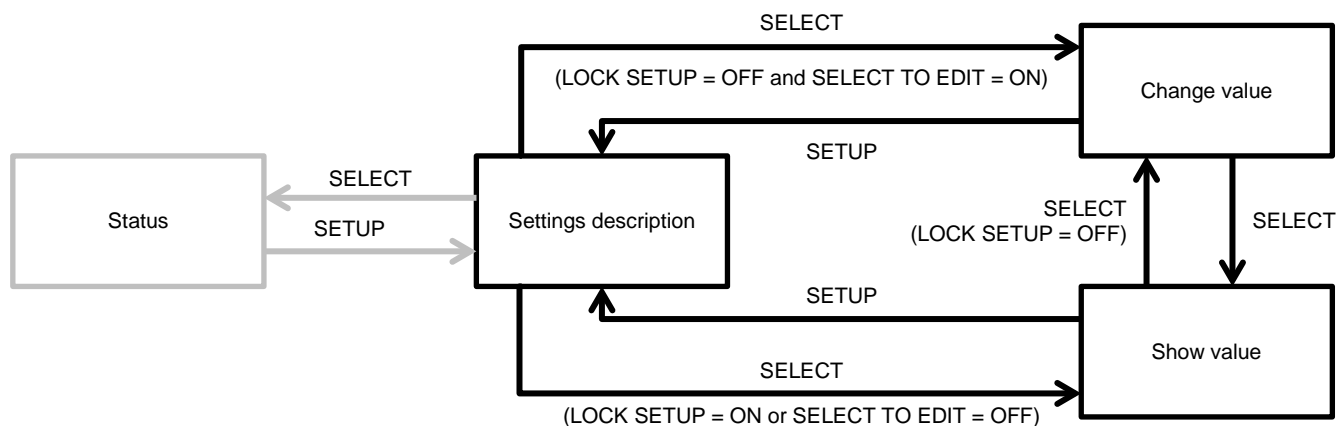 SELECT
(LOCK SETUP = OFF and SELECT TO EDIT = ON)
Change value
SETUP
SELECT
Status
Settings description
SETUP
SELECT
(LOCK SETUP = OFF)
SELECT
SETUP
Show value
SELECT
(LOCK SETUP = ON or SELECT TO EDIT = OFF)